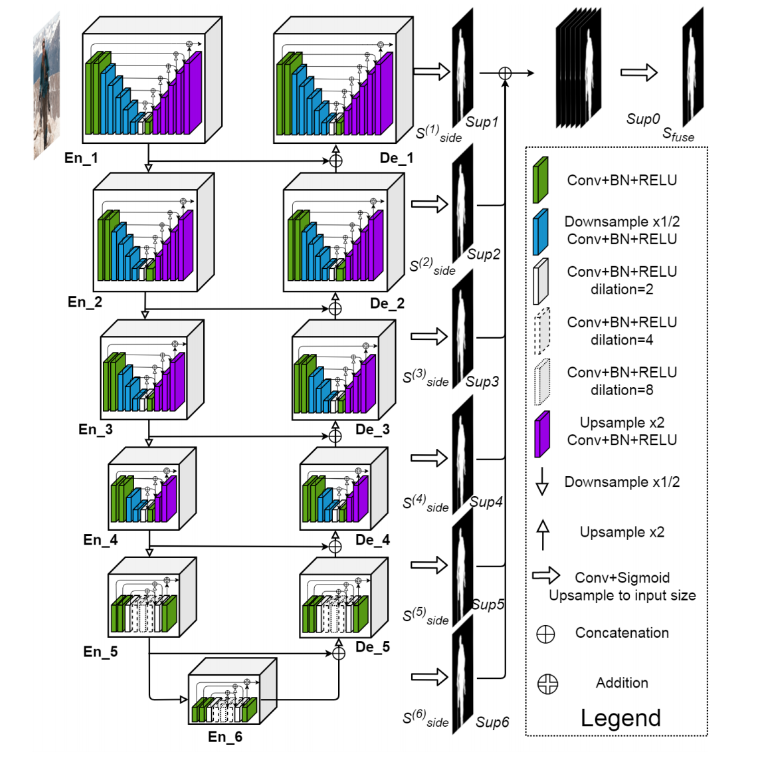 En_1
De_1
S(1)side
Sup1
Sup0
Sfuse
En_2
De_2
S(2)side
Sup2
En_3
De_3
S(3)side
Sup3
En_4
De_4
S(4)side
Sup4
En_5
De_5
S(5)side
Sup5
En_6
S(6)side
Sup6
Conv+BN+RELU
Downsample x1/2
Conv+BN+RELU
Conv+BN+RELU
dilation=2
Conv+BN+RELU
dilation=4
Conv+BN+RELU
dilation=8
Upsample x2
Conv+BN+RELU
Downsample x1/2
Upsample x2
Conv+Sigmoid
Upsample to input size
Concatenation
Addition
Legend